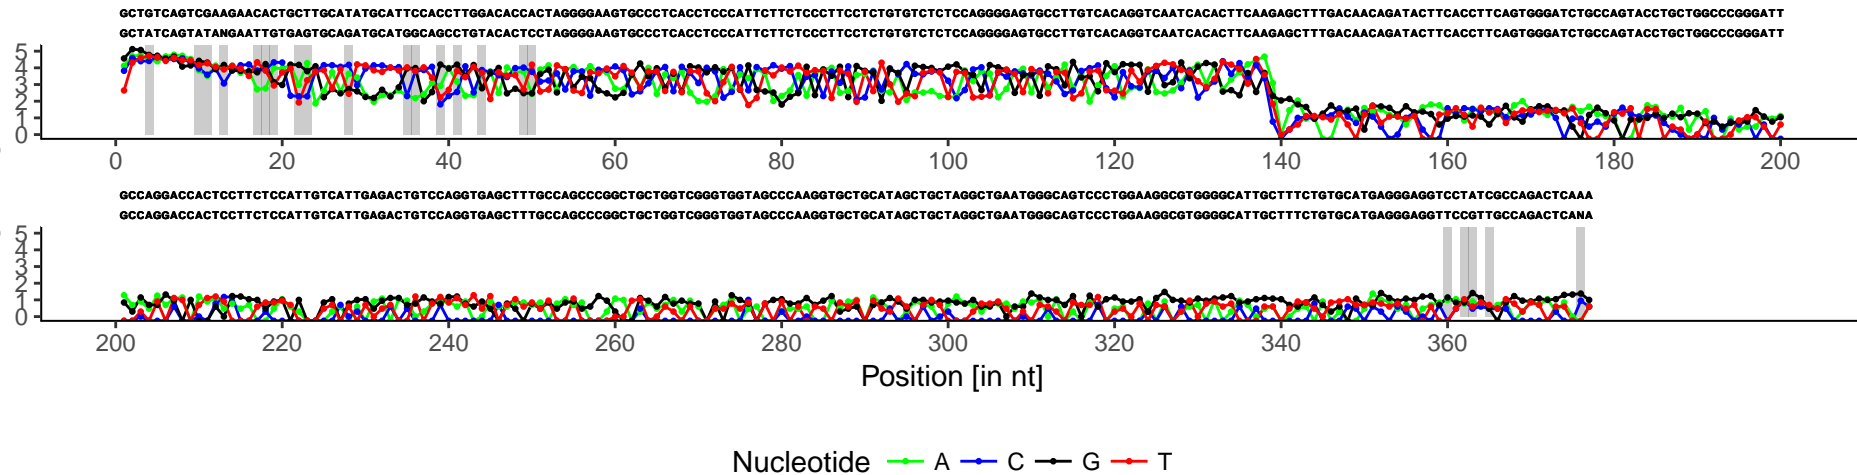 GCTGTCAGTCGAAGAACACTGCTTGCATATGCATTCCACCTTGGACACCACTAGGGGAAGTGCCCTCACCTCCCATTCTTCTCCCTTCCTCTGTGTCTCTCCAGGGGAGTGCCTTGTCACAGGTCAATCACACTTCAAGAGCTTTGACAACAGATACTTCACCTTCAGTGGGATCTGCCAGTACCTGCTGGCCCGGGATT
GCTATCAGTATANGAATTGTGAGTGCAGATGCATGGCAGCCTGTACACTCCTAGGGGAAGTGCCCTCACCTCCCATTCTTCTCCCTTCCTCTGTGTCTCTCCAGGGGAGTGCCTTGTCACAGGTCAATCACACTTCAAGAGCTTTGACAACAGATACTTCACCTTCAGTGGGATCTGCCAGTACCTGCTGGCCCGGGATT
5
4
3
2
1
0
0 20 40 60 80 100 120 140 160 180 200
GCCAGGACCACTCCTTCTCCATTGTCATTGAGACTGTCCAGGTGAGCTTTGCCAGCCCGGCTGCTGGTCGGGTGGTAGCCCAAGGTGCTGCATAGCTGCTAGGCTGAATGGGCAGTCCCTGGAAGGCGTGGGGCATTGCTTTCTGTGCATGAGGGAGGTCCTATCGCCAGACTCAAA
GCCAGGACCACTCCTTCTCCATTGTCATTGAGACTGTCCAGGTGAGCTTTGCCAGCCCGGCTGCTGGTCGGGTGGTAGCCCAAGGTGCTGCATAGCTGCTAGGCTGAATGGGCAGTCCCTGGAAGGCGTGGGGCATTGCTTTCTGTGCATGAGGGAGGTTCCGTTGCCAGACTCANA
5
4
3
2
1
0
200 220 240 260 280 300 320 340 360
Position [in nt]
Nucleotide A C G T